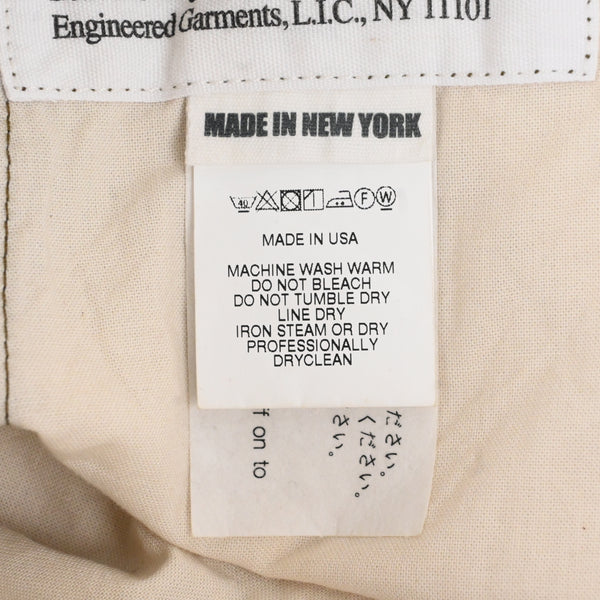 Engineered Garments, L.I.C., NY 11101
MADE IN NEW YORK
40 F W
MADE IN USA
MACHINE WASH WARM
DO NOT BLEACH
DO NOT TUMBLE DRY
LINE DRY
IRON STEAM OR DRY
PROFESSIONALLY
DRYCLEAN
ださい。
ください。
さい。
f on to